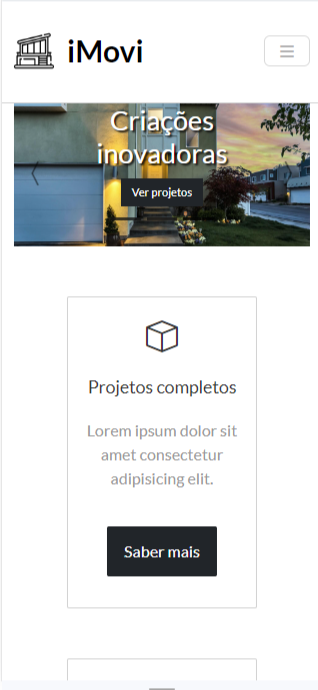 iMovi
Criações
inovadoras
Ver projetos
Projetos completos
Lorem ipsum dolor sit
amet consectetur
adipisicing elit.
Saber mais